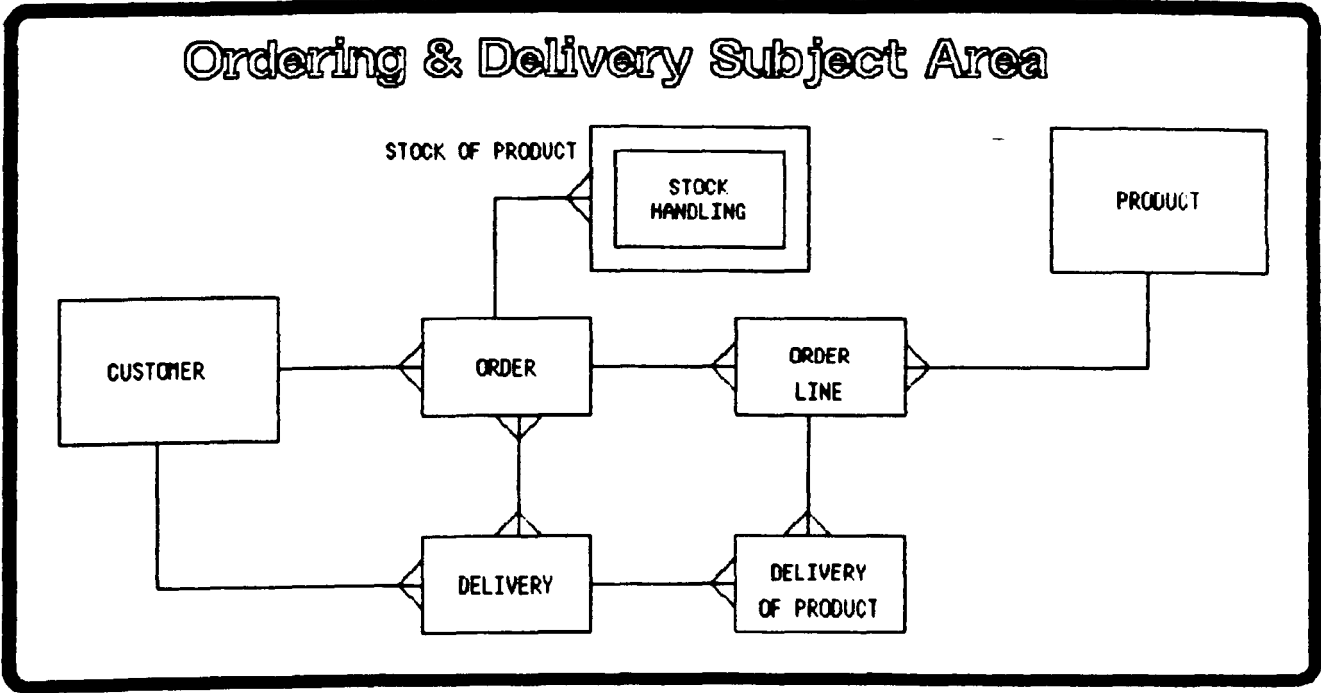 Ordering & Delivery Subject Area
STOCK OF PRODUCT
STOCK
HANDLING
PRODUCT
CUSTOMER
ORDER
ORDER
LINE
DELIVERY
DELIVERY
OF PRODUCT